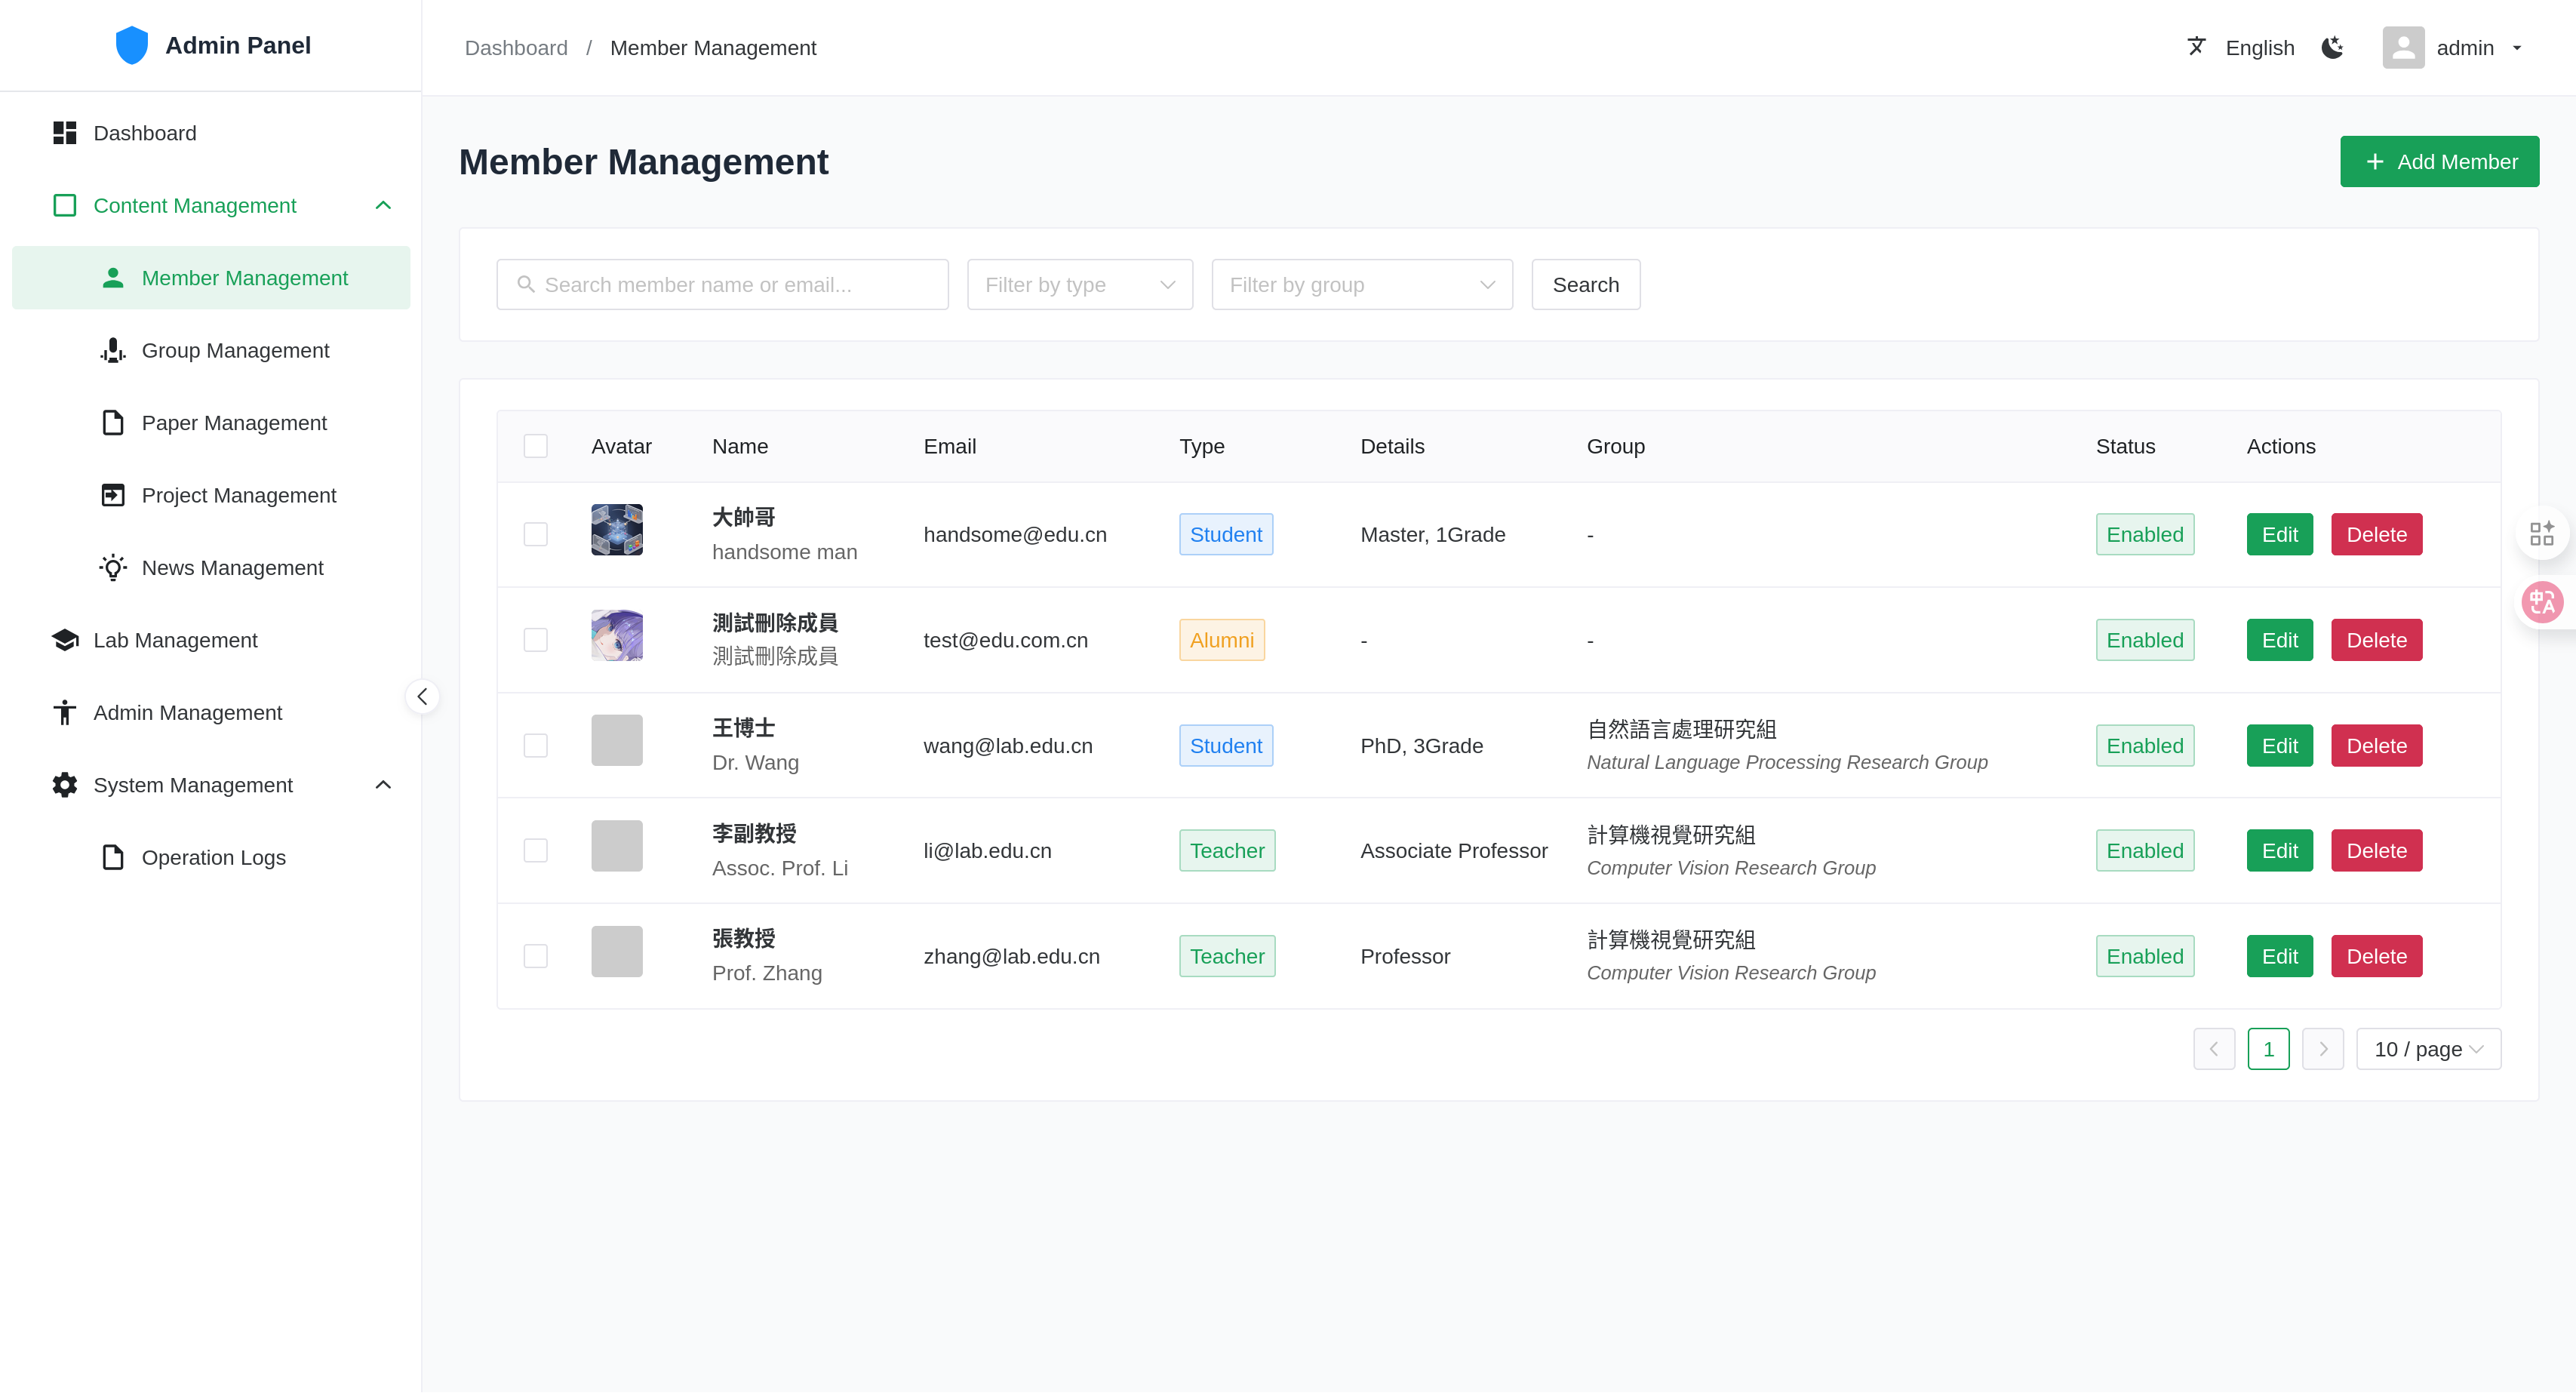 Admin Panel
Dashboard / Member Management
English
admin
Dashboard
Content Management
Member Management
Group Management
Paper Management
Project Management
News Management
Lab Management
Admin Management
System Management
Operation Logs
Member Management
Add Member
Search member name or email...
Filter by type
Filter by group
Search
Avatar Name Email Type Details Group Status Actions
大帥哥
handsome man
handsome@edu.cn Student Master, 1Grade - Enabled Edit Delete
測試刪除成員
測試刪除成員
test@edu.com.cn Alumni - - Enabled Edit Delete
王博士
Dr. Wang
wang@lab.edu.cn Student PhD, 3Grade
自然語言處理研究組
Natural Language Processing Research Group
Enabled Edit Delete
李副教授
Assoc. Prof. Li
li@lab.edu.cn Teacher Associate Professor
計算機視覺研究組
Computer Vision Research Group
Enabled Edit Delete
張教授
Prof. Zhang
zhang@lab.edu.cn Teacher Professor
計算機視覺研究組
Computer Vision Research Group
Enabled Edit Delete
1
10 / page
中A